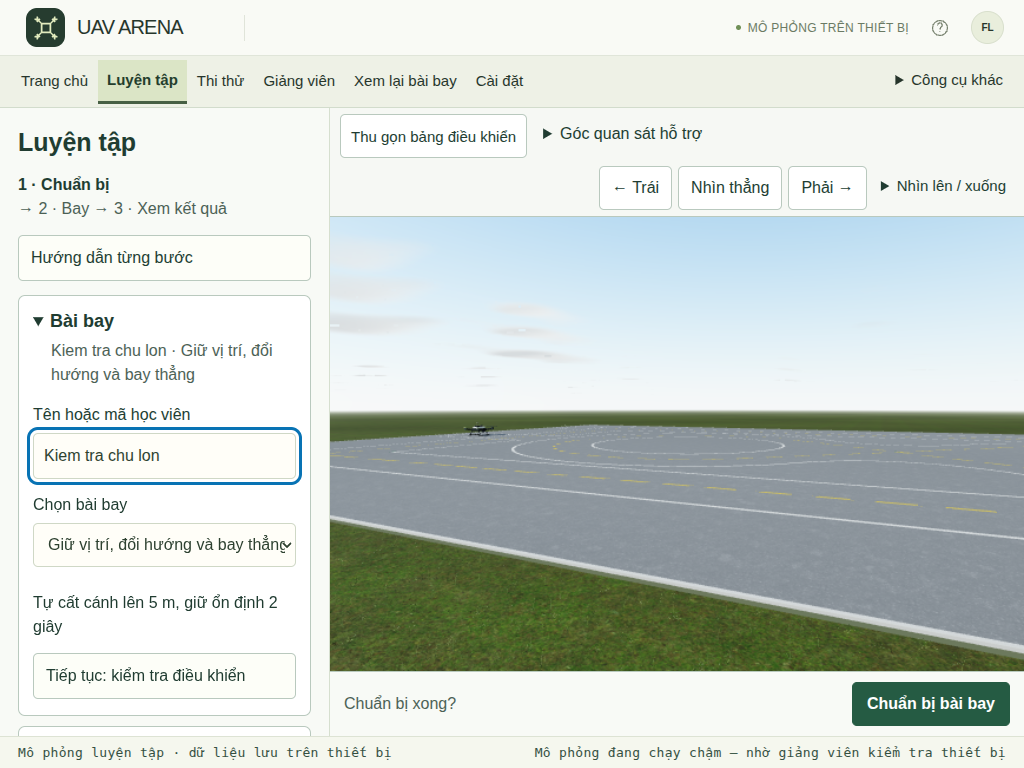 UAV ARENA
MÔ PHỎNG TRÊN THIẾT BỊ
FL
Trang chủ Luyện tập Thi thử Giảng viên Xem lại bài bay Cài đặt
▶ Công cụ khác
Luyện tập
1 · Chuẩn bị
→ 2 · Bay → 3 · Xem kết quả
Hướng dẫn từng bước
▼ Bài bay
Kiem tra chu lon · Giữ vị trí, đổi
hướng và bay thẳng
Tên hoặc mã học viên
Kiem tra chu lon
Chọn bài bay
Giữ vị trí, đổi hướng và bay thẳng
Tự cất cánh lên 5 m, giữ ổn định 2
giây
Tiếp tục: kiểm tra điều khiển
Thu gọn bảng điều khiển
▶ Góc quan sát hỗ trợ
← Trái
Nhìn thẳng
Phải →
▶ Nhìn lên / xuống
Chuẩn bị xong?
Chuẩn bị bài bay
Mô phỏng luyện tập · dữ liệu lưu trên thiết bị
Mô phỏng đang chạy chậm — nhờ giảng viên kiểm tra thiết bị